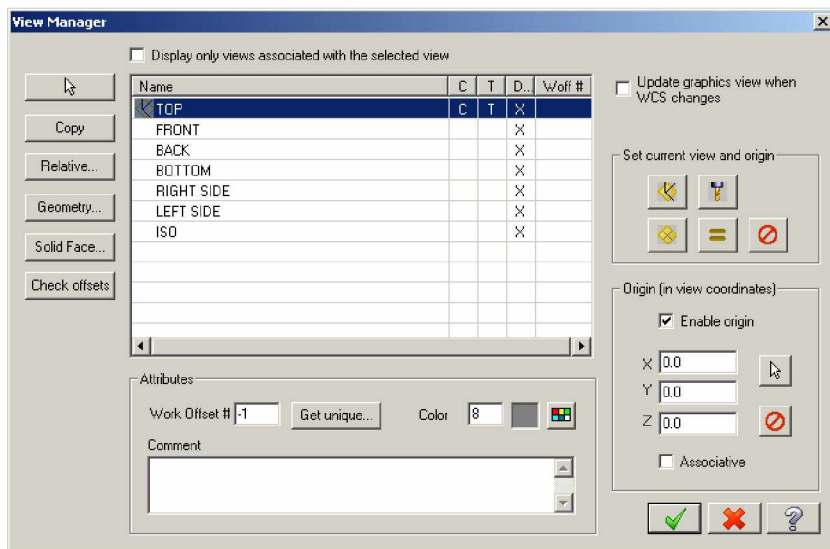 View Manager
Display only views associated with the selected view
Copy
Relative...
Geometry...
Solid Face...
Check offsets
Name C T D... Woff #
TOP C T X
FRONT X
BACK X
BOTTOM X
RIGHT SIDE X
LEFT SIDE X
ISO X
Attributes
Work Offset # -1 Get unique... Color 8
Comment
Update graphics view when
WCS changes
Set current view and origin
Origin (in view coordinates)
Enable origin
X 0.0
Y 0.0
Z 0.0
Associative